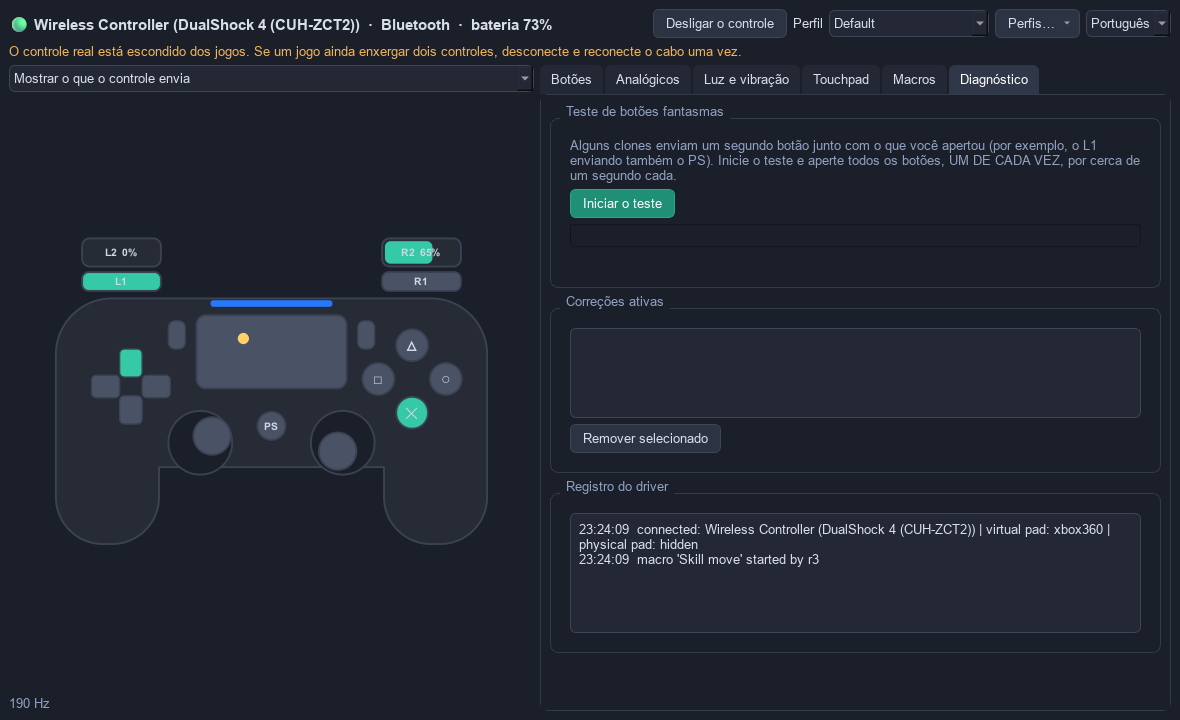 Wireless Controller (DualShock 4 (CUH-ZCT2)) · Bluetooth · bateria 73%
Desligar o controle
Perfil
Default
Perfis...
Português
O controle real está escondido dos jogos. Se um jogo ainda enxergar dois controles, desconecte e reconecte o cabo uma vez.
Mostrar o que o controle envia
Botões
Analógicos
Luz e vibração
Touchpad
Macros
Diagnóstico
L2 0%
R2 65%
L1
R1
PS
190 Hz
Teste de botões fantasmas
Alguns clones enviam um segundo botão junto com o que você apertou (por exemplo, o L1
enviando também o PS). Inicie o teste e aperte todos os botões, UM DE CADA VEZ, por cerca de
um segundo cada.
Iniciar o teste
Correções ativas
Remover selecionado
Registro do driver
23:24:09 connected: Wireless Controller (DualShock 4 (CUH-ZCT2)) | virtual pad: xbox360 |
physical pad: hidden
23:24:09 macro 'Skill move' started by r3